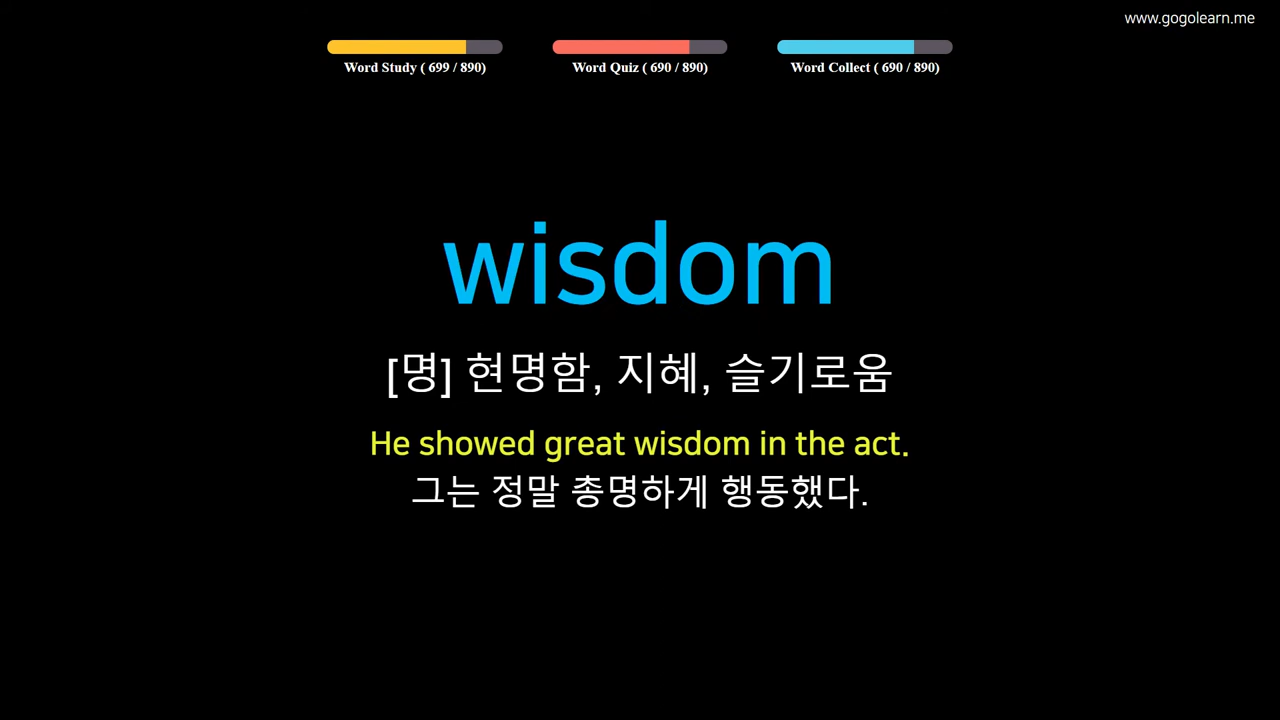 www.gogolearn.me
Word Study ( 699 / 890)
Word Quiz ( 690 / 890)
Word Collect ( 690 / 890)
wisdom
[명] 현명함, 지혜, 슬기로움
He showed great wisdom in the act.
그는 정말 총명하게 행동했다.